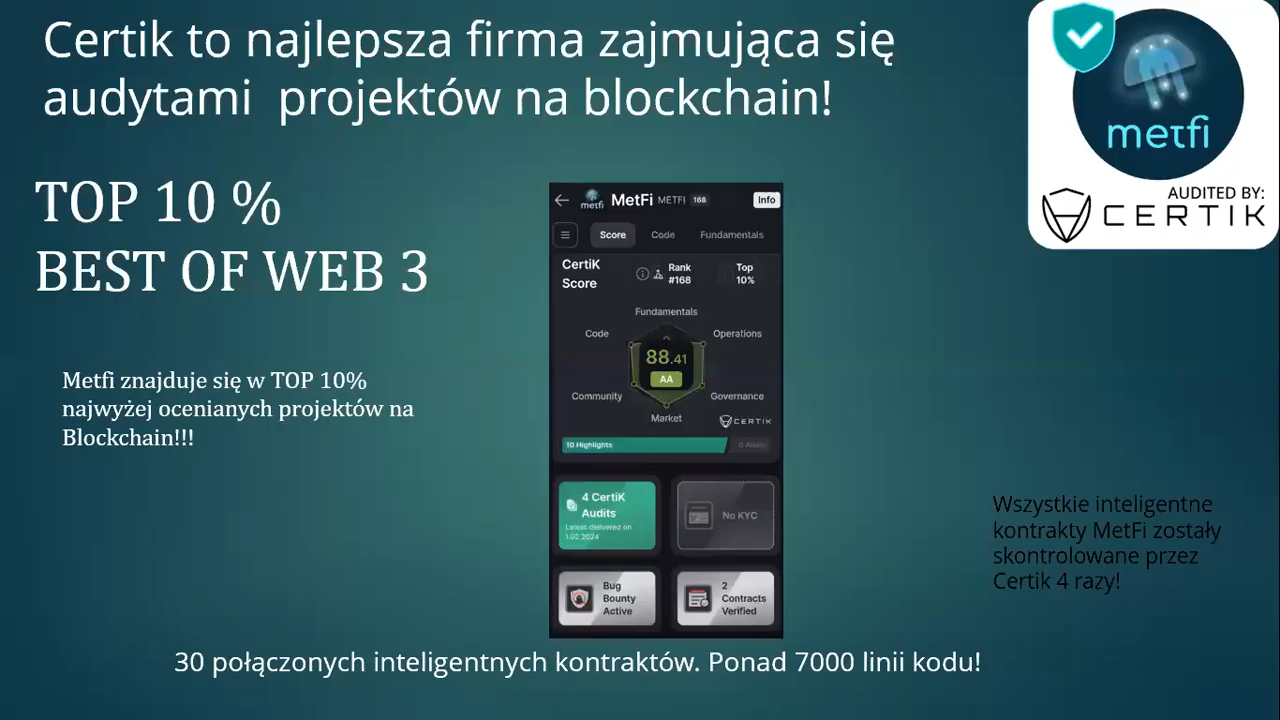 Certik to najlepsza firma zajmująca się
audytami projektów na blockchain!
metfi
AUDITED BY:
CERTIK
TOP 10 %
BEST OF WEB 3
Metfi znajduje się w TOP 10%
najwyżej ocenianych projektów na
Blockchain!!!
metfi
MetFi METFI 168
Info
Score
Code
Fundamentals
CertiK
Score
Rank
#168
Top
10%
Fundamentals
Code
Operations
88.41
AA
Community
Governance
Market
CERTIK
10 Highlights
4 CertiK
Audits
Latest delivered on
1.02.2024
No KYC
Bug
Bounty
Active
2
Contracts
Verified
Wszystkie inteligentne
kontrakty MetFi zostały
skontrolowane przez
Certik 4 razy!
30 połączonych inteligentnych kontraktów. Ponad 7000 linii kodu!